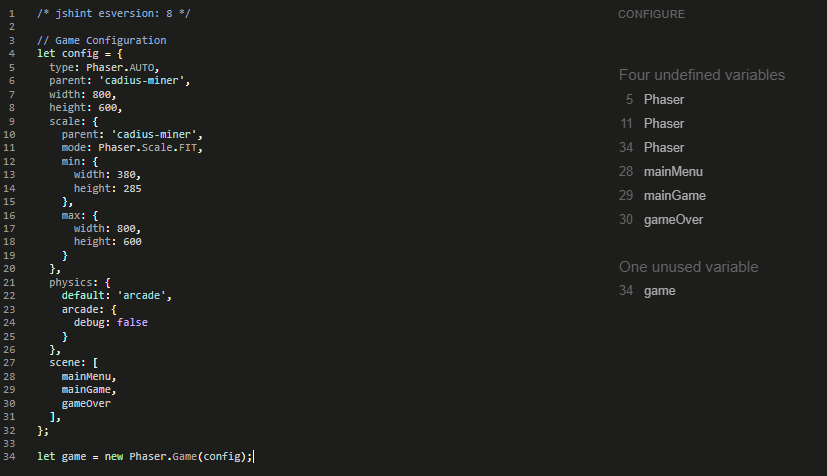 1 /* jshint esversion: 8 */
2
3 // Game Configuration
4 let config = {
5 type: Phaser.AUTO,
6 parent: 'cadius-miner',
7 width: 800,
8 height: 600,
9 scale: {
10 parent: 'cadius-miner',
11 mode: Phaser.Scale.FIT,
12 min: {
13 width: 380,
14 height: 285
15 },
16 max: {
17 width: 800,
18 height: 600
19 }
20 },
21 physics: {
22 default: 'arcade',
23 arcade: {
24 debug: false
25 }
26 },
27 scene: [
28 mainMenu,
29 mainGame,
30 gameOver
31 ],
32 };
33
34 let game = new Phaser.Game(config);
CONFIGURE
Four undefined variables
5 Phaser
11 Phaser
34 Phaser
28 mainMenu
29 mainGame
30 gameOver
One unused variable
34 game